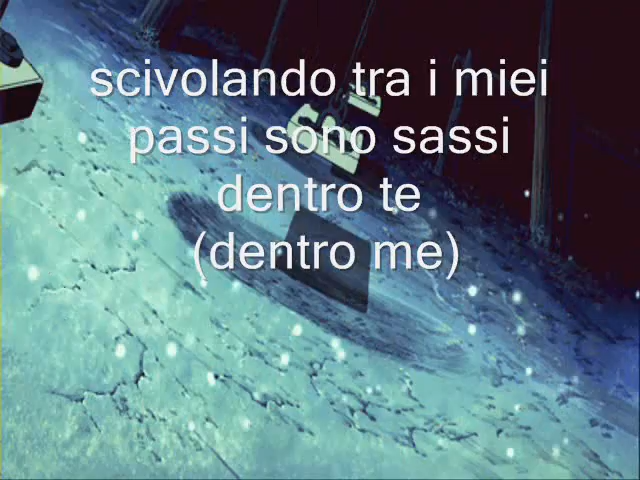 scivolando tra i miei
passi sono sassi
dentro te
(dentro me)